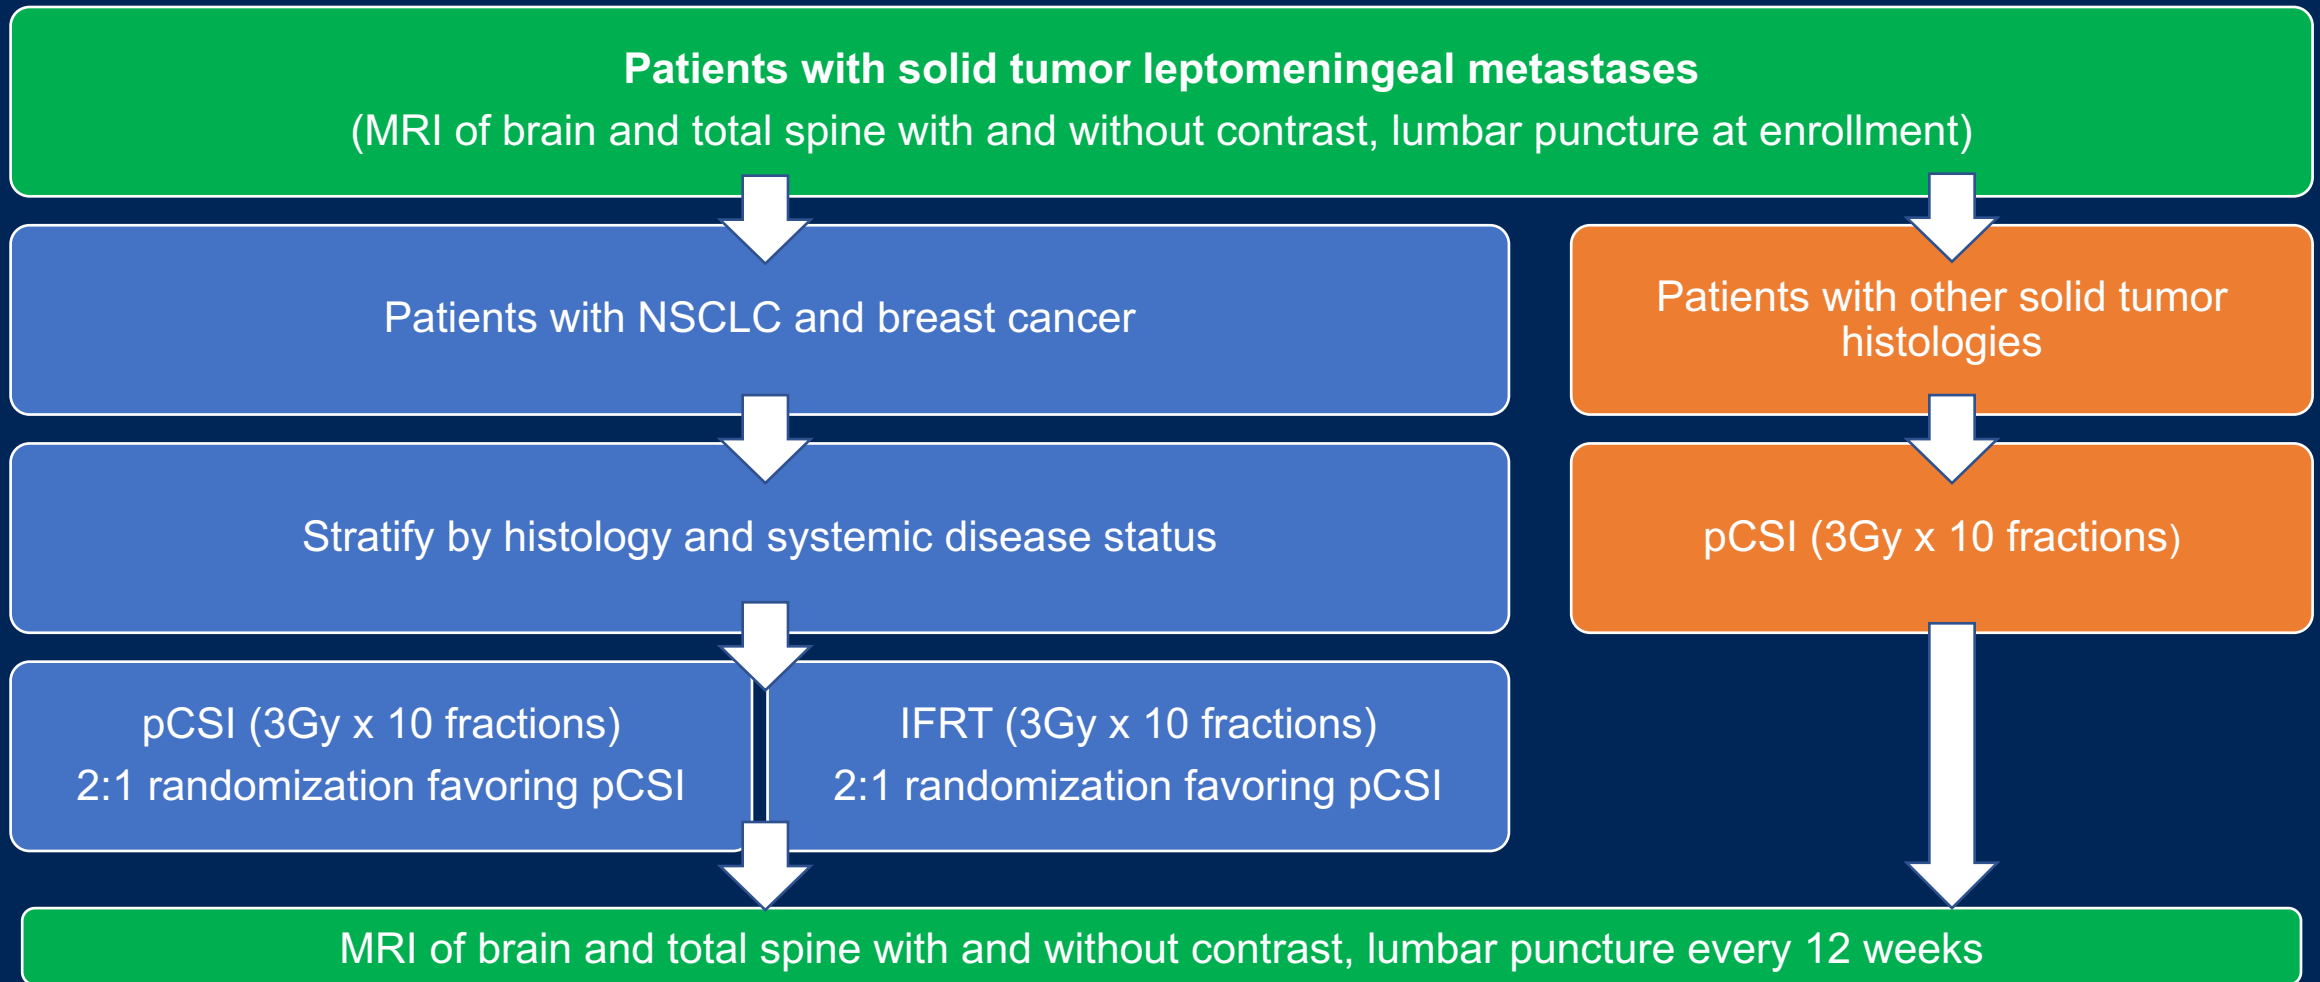 Patients with solid tumor leptomeningeal metastases
(MRI of brain and total spine with and without contrast, lumbar puncture at enrollment)
Patients with NSCLC and breast cancer
Patients with other solid tumor
histologies
Stratify by histology and systemic disease status
pCSI (3Gy x 10 fractions)
pCSI (3Gy x 10 fractions)
2:1 randomization favoring pCSI
IFRT (3Gy x 10 fractions)
2:1 randomization favoring pCSI
MRI of brain and total spine with and without contrast, lumbar puncture every 12 weeks